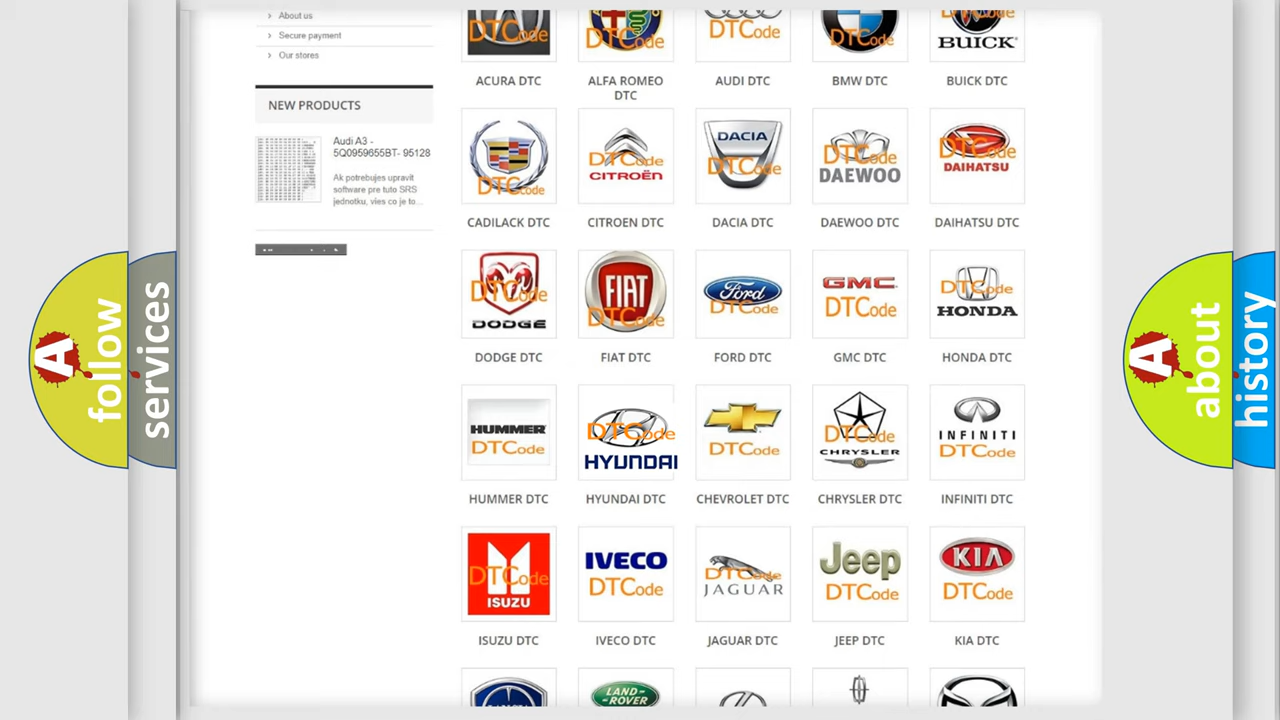 About us
Secure payment
Our stores
NEW PRODUCTS
Audi A3 -
5Q0959655BT- 95128
Ak potrebujes upravit
software pre tuto SRS
jednotku, vies co je to...
DTCode
DTCode
DTCode
DTCode
BUICK
ACURA DTC
ALFA ROMEO
DTC
AUDI DTC
BMW DTC
BUICK DTC
DTCode
DTCode
CITROËN
DACIA
DTCode
DTCode
DAEWOO
DTCode
DAIHATSU
CADILACK DTC
CITROEN DTC
DACIA DTC
DAEWOO DTC
DAIHATSU DTC
DTCode
DODGE
FIAT
DTCode
Ford
DTCode
GMC
DTCode
DTCode
HONDA
DODGE DTC
FIAT DTC
FORD DTC
GMC DTC
HONDA DTC
HUMMER
DTCode
DTCode
HYUNDAI
DTCode
DTCode
CHRYSLER
INFINITI
DTCode
HUMMER DTC
HYUNDAI DTC
CHEVROLET DTC
CHRYSLER DTC
INFINITI DTC
DTCode
ISUZU
IVECO
DTCode
DTCode
JAGUAR
Jeep
DTCode
KIA
DTCode
ISUZU DTC
IVECO DTC
JAGUAR DTC
JEEP DTC
KIA DTC
LAND-
ROVER
A
follow
services
A
about
history